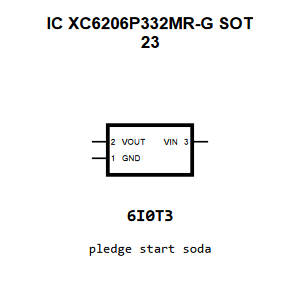 IC XC6206P332MR-G SOT
23
2 VOUT VIN 3
1 GND
6I0T3
pledge start soda